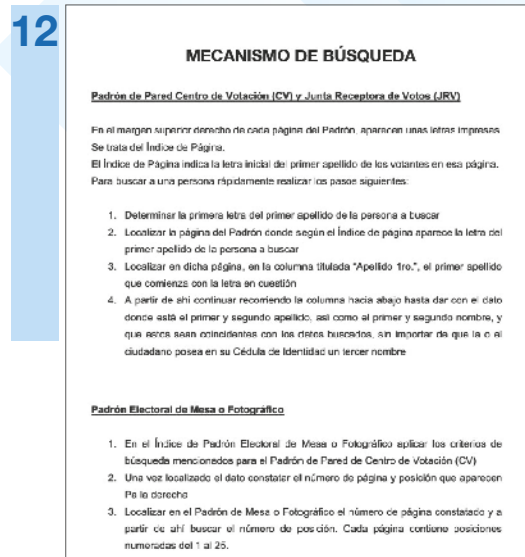 12
MECANISMO DE BÚSQUEDA
Padrón de Pared Centro de Votación (CV) y Junta Receptora de Votos (JRV)
En el margen superior derecho de cada página del Padrón, aparecen unas letras impresas.
Se trata del Índice de Página.
El Índice de Página indica la letra inicial del primer apellido de los votantes en esa página.
Para buscar a una persona rápidamente realizar los pasos siguientes:
1. Determinar la primera letra del primer apellido de la persona a buscar
2. Localizar la página del Padrón donde según el Índice de página aparece la letra del
primer apellido de la persona a buscar
3. Localizar en dicha página, en la columna titulada "Apellido 1ro.", el primer apellido
que comienza con la letra en cuestión
4. A partir de ahí continuar recorriendo la columna hacia abajo hasta dar con el dato
donde está el primer y segundo apellido, así como el primer y segundo nombre, y
que estos sean coincidentes con los datos buscados, sin importar de que la o el
ciudadano posea en su Cédula de Identidad un tercer nombre
Padrón Electoral de Mesa o Fotográfico
1. En el Índice de Padrón Electoral de Mesa o Fotográfico aplicar los criterios de
búsqueda mencionados para el Padrón de Pared de Centro de Votación (CV)
2. Una vez localizado el dato constatar el número de página y posición que aparecen
Pa la derecha
3. Localizar en el Padrón de Mesa o Fotográfico el número de página constatado y a
partir de ahí buscar el número de posición. Cada página contiene posiciones
numeradas del 1 al 25.